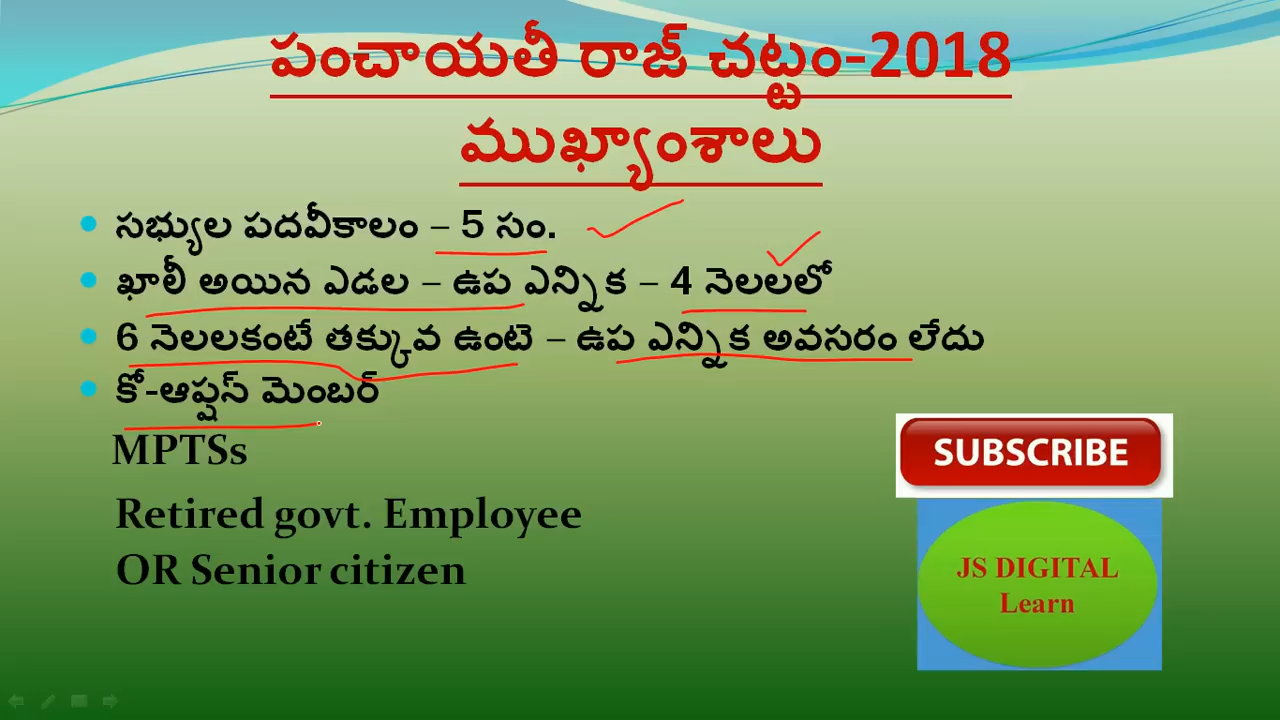 పంచాయతీ రాజ్ చట్టం-2018
ముఖ్యాంశాలు
• సభ్యుల పదవీకాలం – 5 సం.
• ఖాలీ అయిన ఎడల – ఉప ఎన్నిక – 4 నెలలలో
• 6 నెలలకంటే తక్కువ ఉంటె – ఉప ఎన్నిక అవసరం లేదు
• కో-ఆప్షన్ మెంబర్
MPTSs
Retired govt. Employee
OR Senior citizen
SUBSCRIBE
JS DIGITAL
Learn